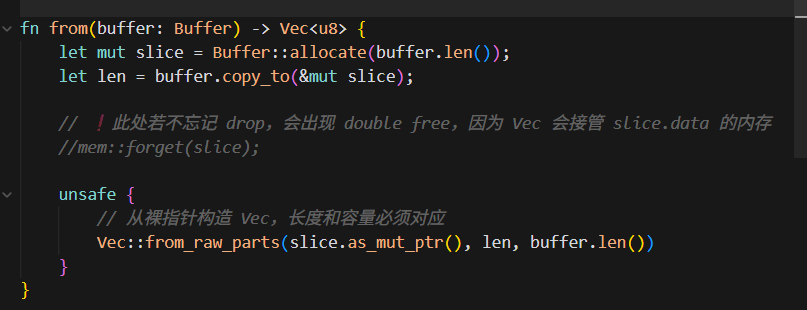 fn from(buffer: Buffer) -> Vec<u8> {
    let mut slice = Buffer::allocate(buffer.len());
    let len = buffer.copy_to(&mut slice);
    // ❗此处若不忘记 drop，会出现 double free，因为 Vec 会接管 slice.data 的内存
    //mem::forget(slice);
    unsafe {
        // 从裸指针构造 Vec，长度和容量必须对应
        Vec::from_raw_parts(slice.as_mut_ptr(), len, buffer.len())
    }
}